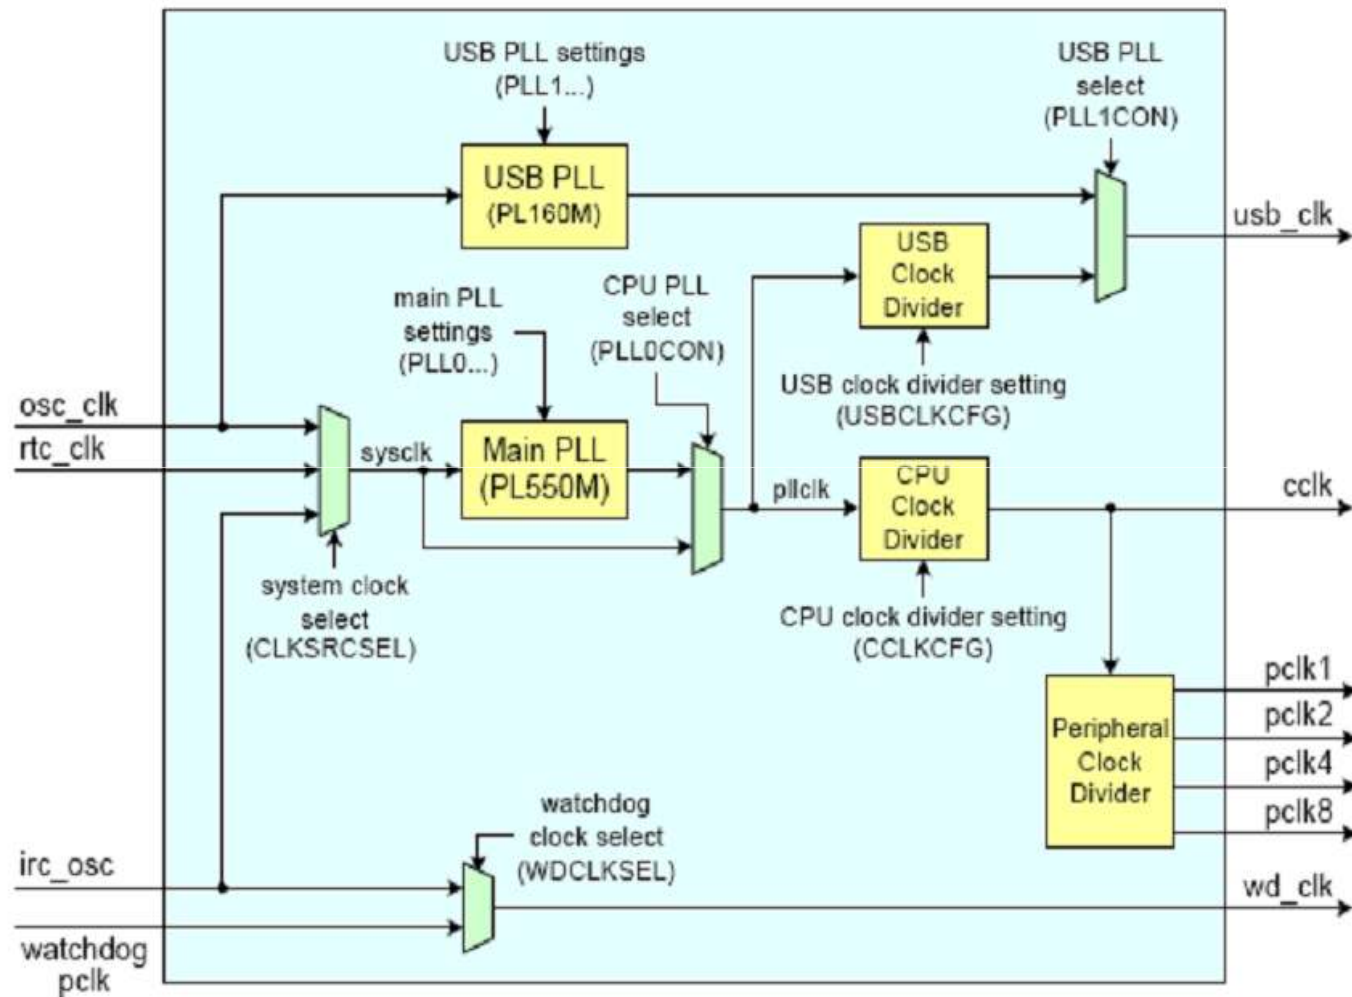 USB PLL settings
(PLL1...)
USB PLL
select
(PLL1CON)
USB PLL
(PL160M)
usb_clk
USB
Clock
Divider
main PLL
settings
(PLL0...)
CPU PLL
select
(PLL0CON)
USB clock divider setting
(USBCLKCFG)
osc_clk
rtc_clk
sysclk
Main PLL
(PL550M)
pllclk
CPU
Clock
Divider
cclk
system clock
select
(CLKSRCSEL)
CPU clock divider setting
(CCLKCFG)
Peripheral
Clock
Divider
pclk1
pclk2
pclk4
pclk8
watchdog
clock select
(WDCLKSEL)
irc_osc
wd_clk
watchdog
pclk